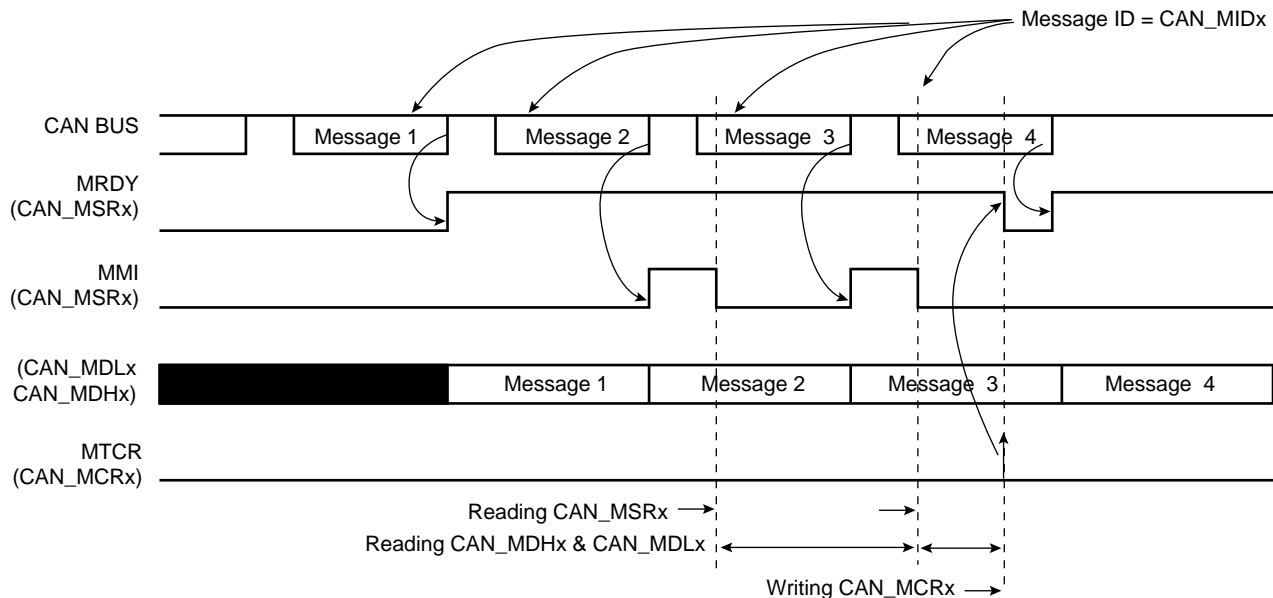 Message ID = CAN_MIDx
CAN BUS
Message 1
Message 2
Message 3
Message 4
MRDY
(CAN_MSRx)
MMI
(CAN_MSRx)
(CAN_MDLx
CAN_MDHx)
Message 1
Message 2
Message 3
Message 4
MTCR
(CAN_MCRx)
Reading CAN_MSRx
Reading CAN_MDHx & CAN_MDLx
Writing CAN_MCRx